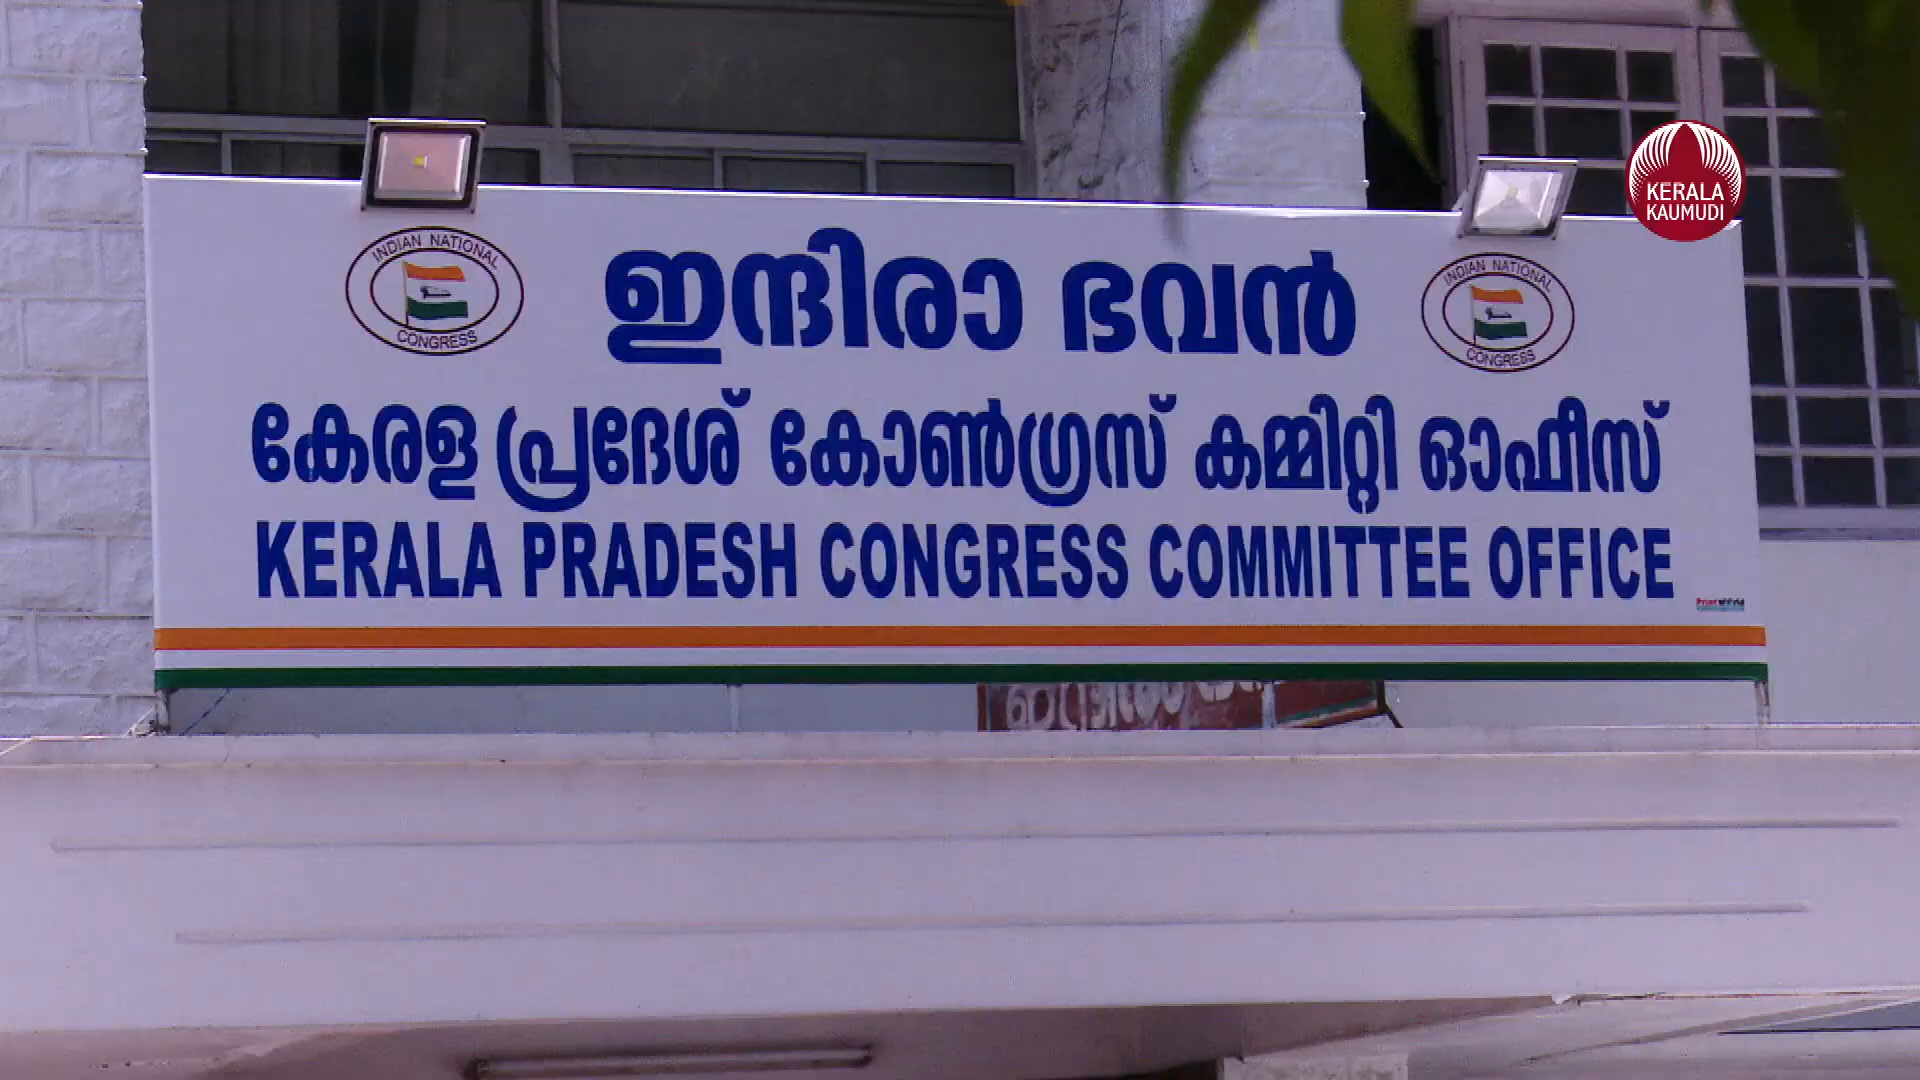 KERALA
KAUMUDI
INDIAN NATIONAL
CONGRESS
ഇന്ദിരാ ഭവൻ
INDIAN NATIONAL
CONGRESS
കേരള പ്രദേശ് കോൺഗ്രസ് കമ്മിറ്റി ഓഫീസ്
KERALA PRADESH CONGRESS COMMITTEE OFFICE